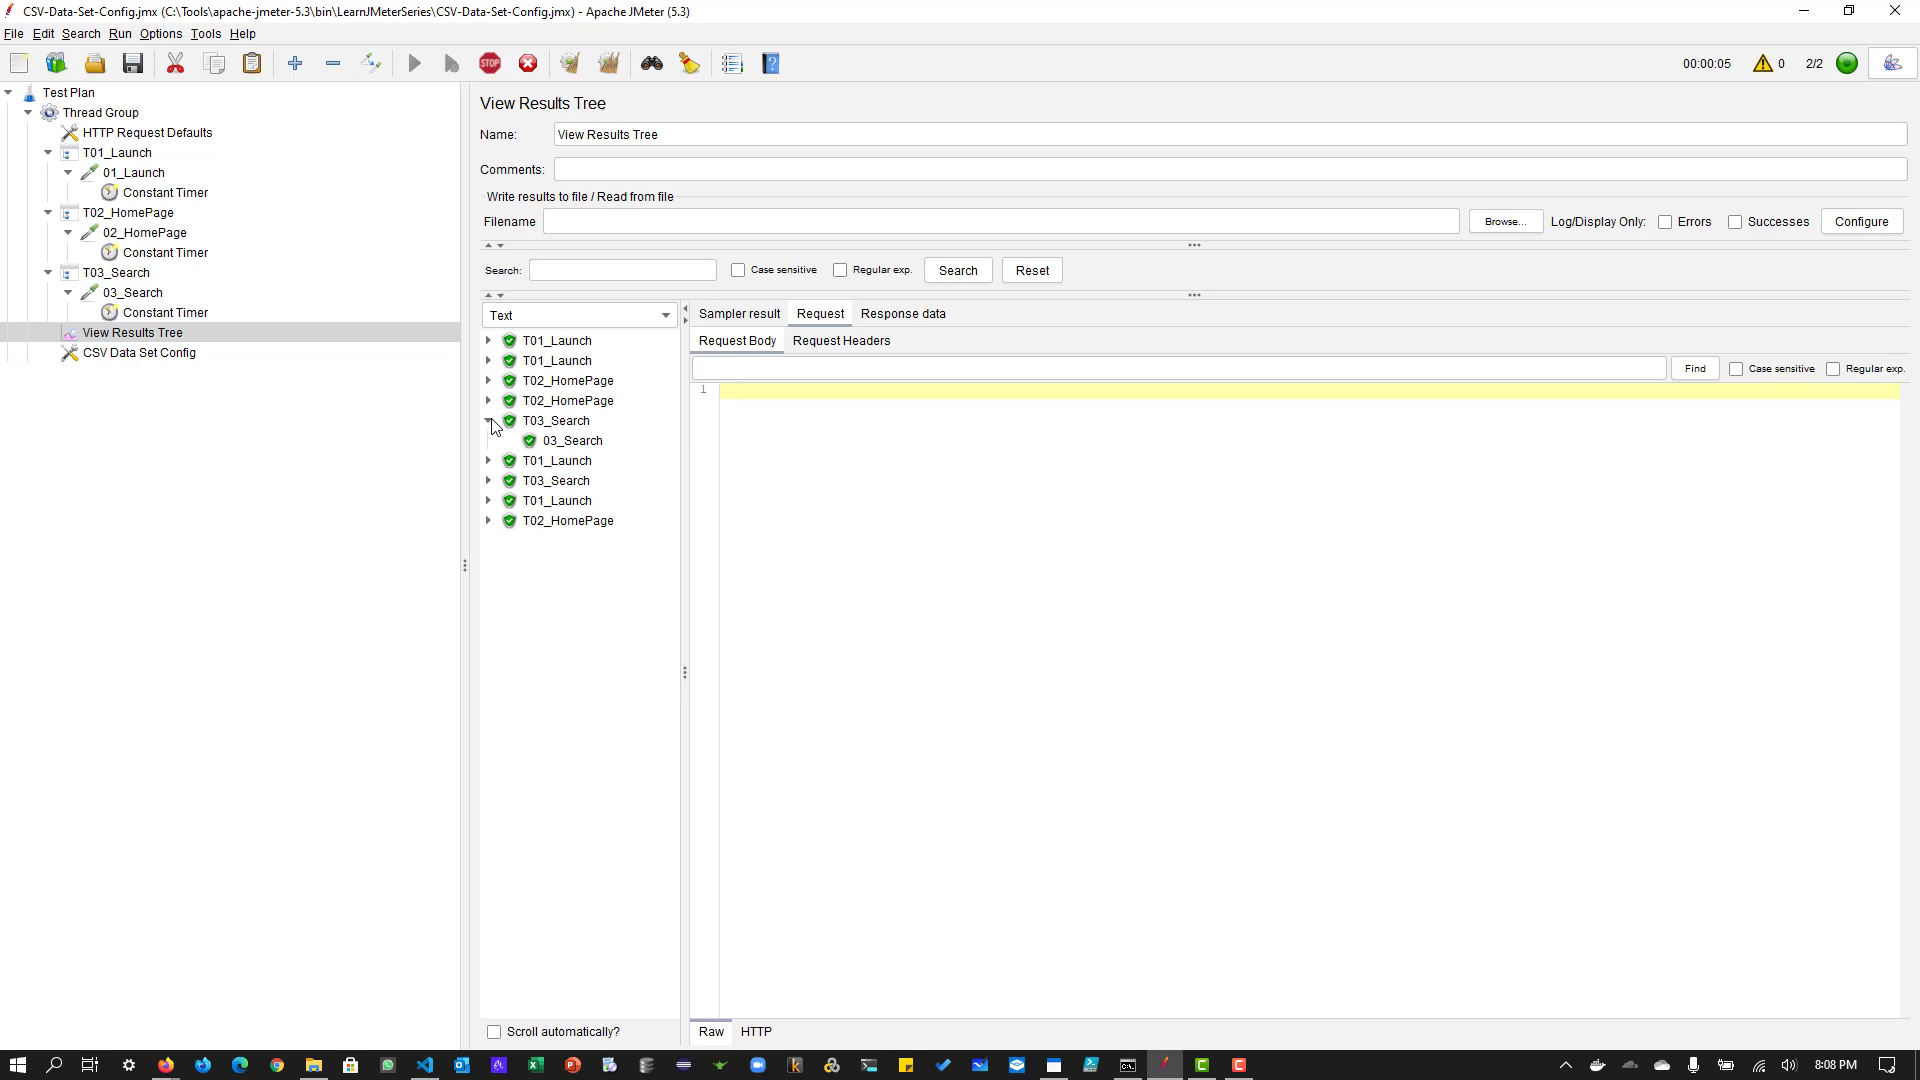 CSV-Data-Set-Config.jmx (C:\Tools\apache-jmeter-5.3\bin\LearnJMeterSeries\CSV-Data-Set-Config.jmx) - Apache JMeter (5.3)
File Edit Search Run Options Tools Help
STOP 00:00:05 0 2/2
Test Plan
Thread Group
HTTP Request Defaults
T01_Launch
01_Launch
Constant Timer
T02_HomePage
02_HomePage
Constant Timer
T03_Search
03_Search
Constant Timer
View Results Tree
CSV Data Set Config
View Results Tree
Name: View Results Tree
Comments:
Write results to file / Read from file
Filename Browse... Log/Display Only: Errors Successes Configure
Search: Case sensitive Regular exp. Search Reset
Text
T01_Launch
T01_Launch
T02_HomePage
T02_HomePage
T03_Search
03_Search
T01_Launch
T03_Search
T01_Launch
T02_HomePage
Scroll automatically?
Sampler result Request Response data
Request Body Request Headers
Find Case sensitive Regular exp.
1
Raw HTTP
8:08 PM